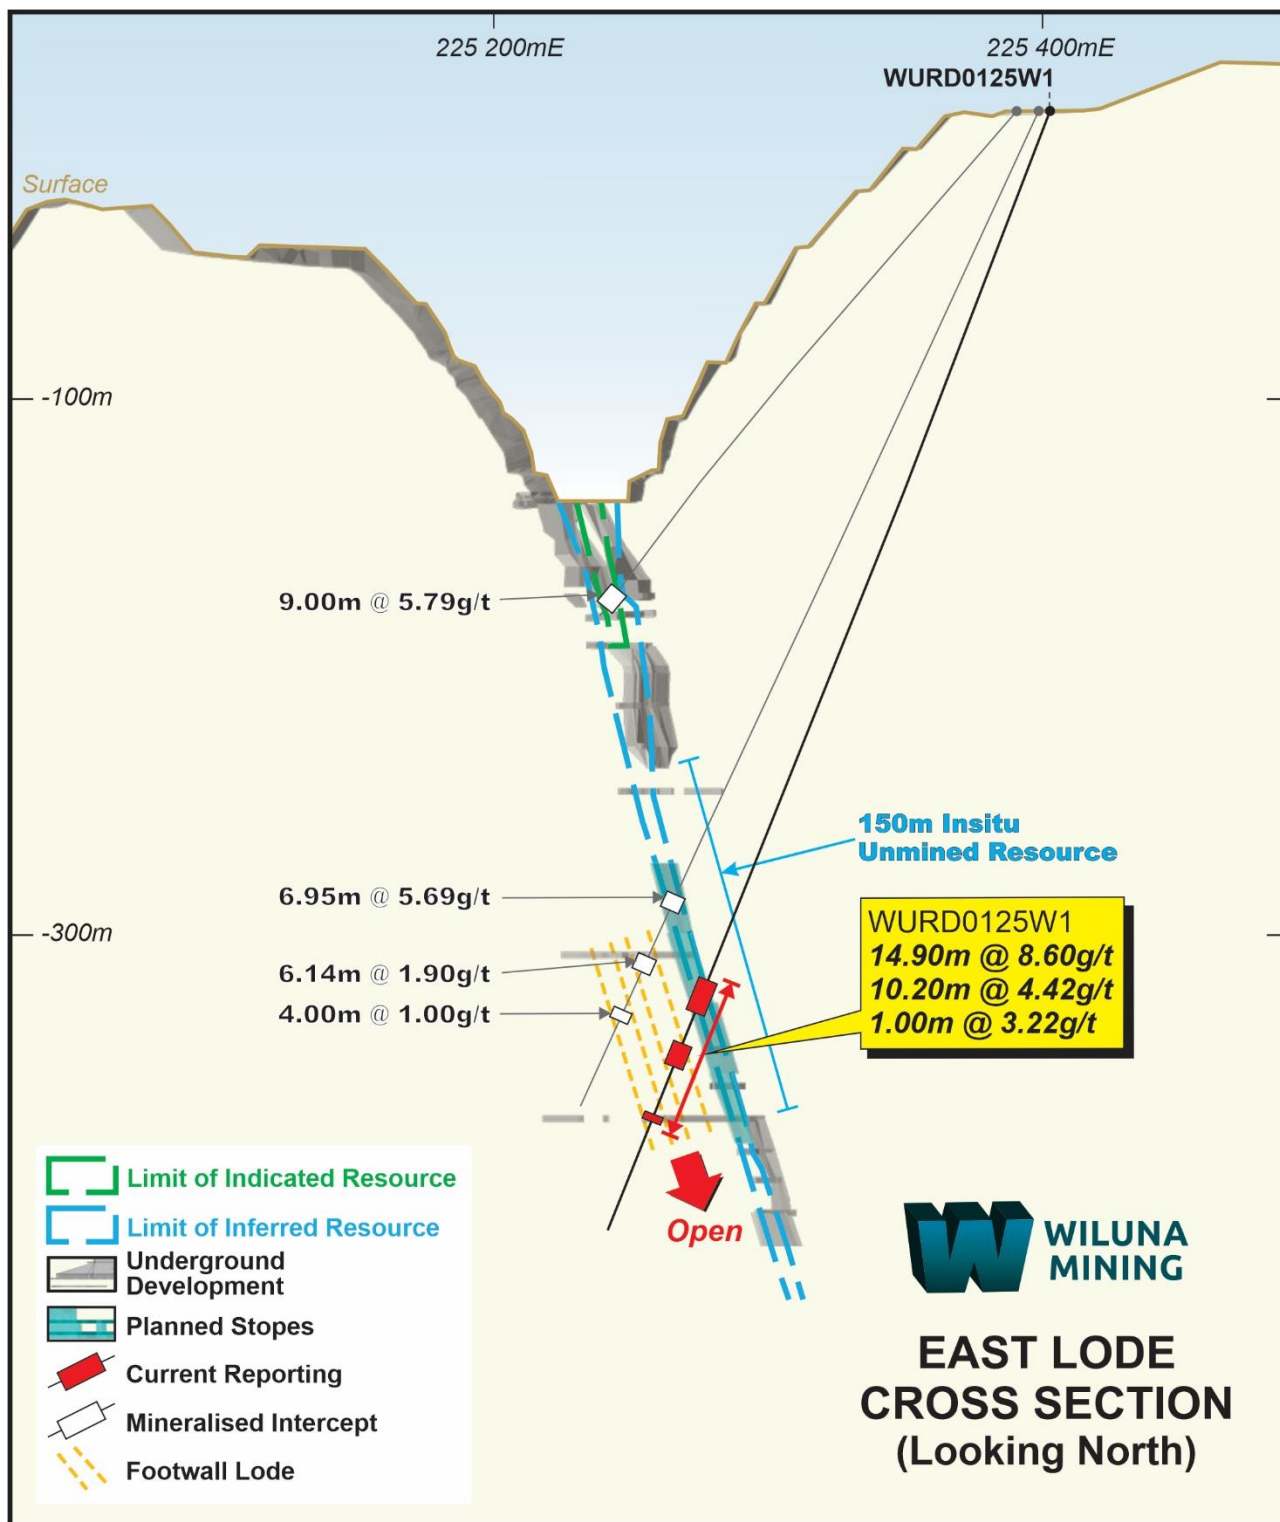 225 200mE
225 400mE
WURD0125W1
Surface
-100m
9.00m @ 5.79g/t
150m Insitu
Unmined Resource
6.95m @ 5.69g/t
-300m
WURD0125W1
14.90m @ 8.60g/t
10.20m @ 4.42g/t
1.00m @ 3.22g/t
6.14m @ 1.90g/t
4.00m @ 1.00g/t
Open
Limit of Indicated Resource
Limit of Inferred Resource
Underground
Development
Planned Stopes
Current Reporting
Mineralised Intercept
Footwall Lode
W WILUNA
MINING
EAST LODE
CROSS SECTION
(Looking North)